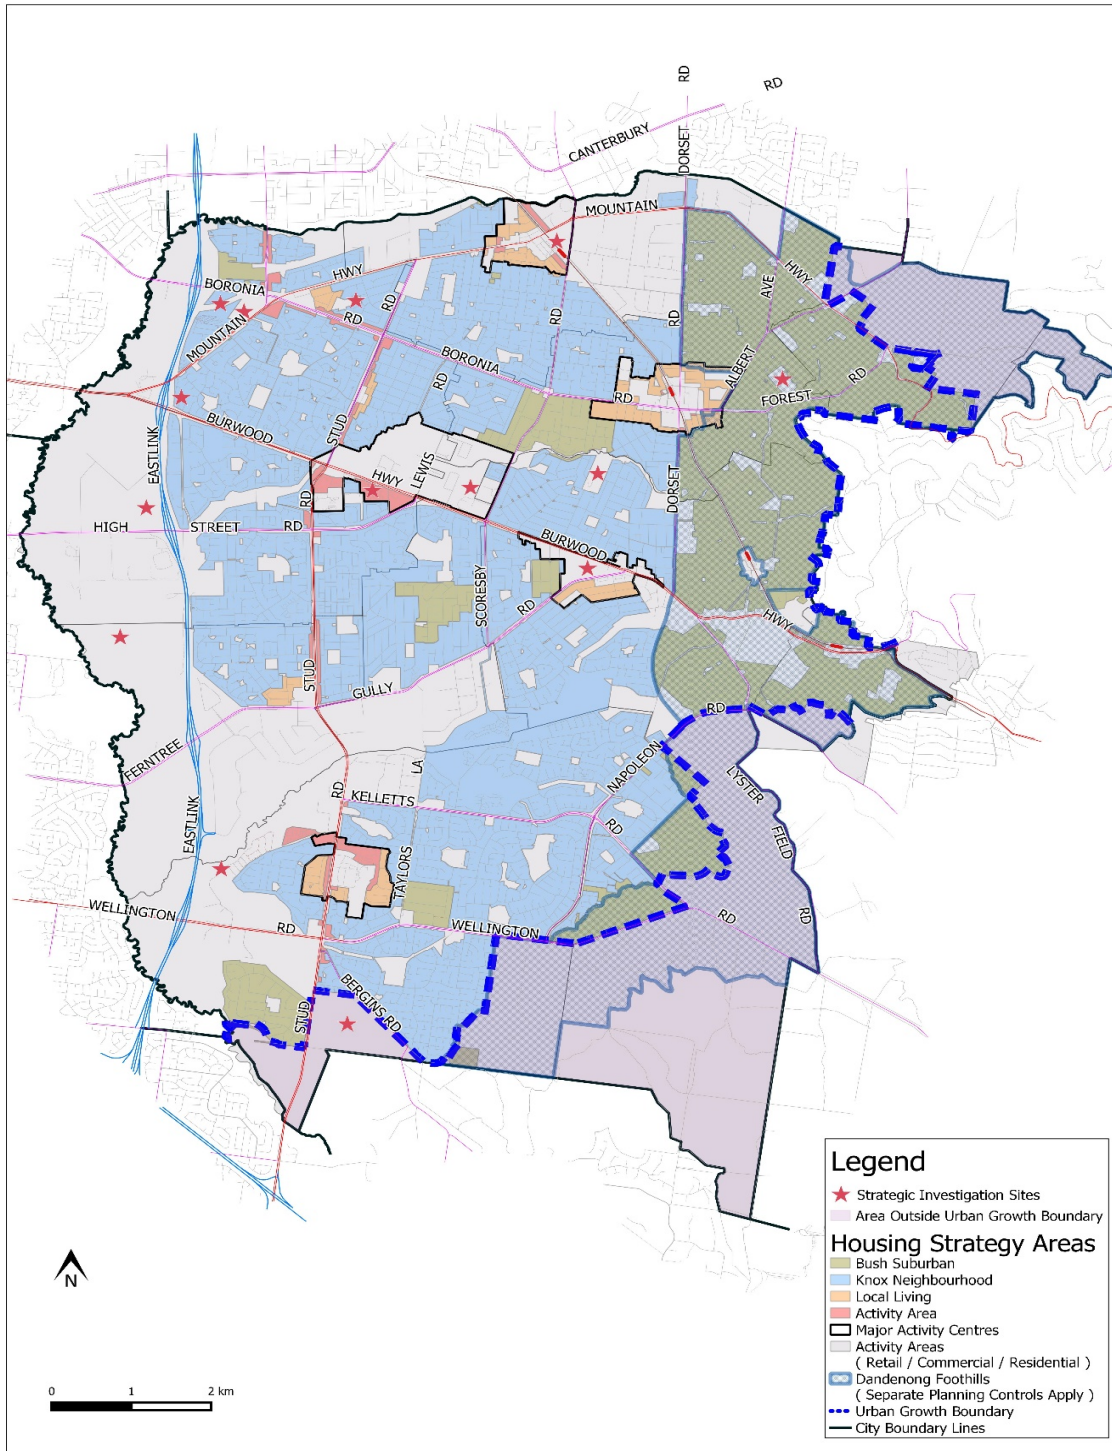 RD
RD
CANTERBURY
DORSET
MOUNTAIN
HWY
BORONIA
HWY
RD
AVE
MOUNTAIN
RD
RD
RD
BORONIA
RD
ALBERT
RD
STUD
RD
FOREST
BURWOOD
EASTLINK
HWY
LEWIS
RD
DORSET
HIGH
STREET
RD
BURWOOD
SCORESBY
RD
HWY
STUD
GULLY
RD
FERNTREE
NAPOLEON
LA
RD
KELLETTS
LYSTER
EASTLINK
RD
FIELD
TAYLORS
WELLINGTON
RD
WELLINGTON
RD
RD
BERGINS RD
STUD
Legend
Strategic Investigation Sites
Area Outside Urban Growth Boundary
Housing Strategy Areas
Bush Suburban
Knox Neighbourhood
Local Living
Activity Area
Major Activity Centres
Activity Areas
( Retail / Commercial / Residential )
Dandenong Foothills
( Separate Planning Controls Apply )
Urban Growth Boundary
City Boundary Lines
N
0 1 2 km